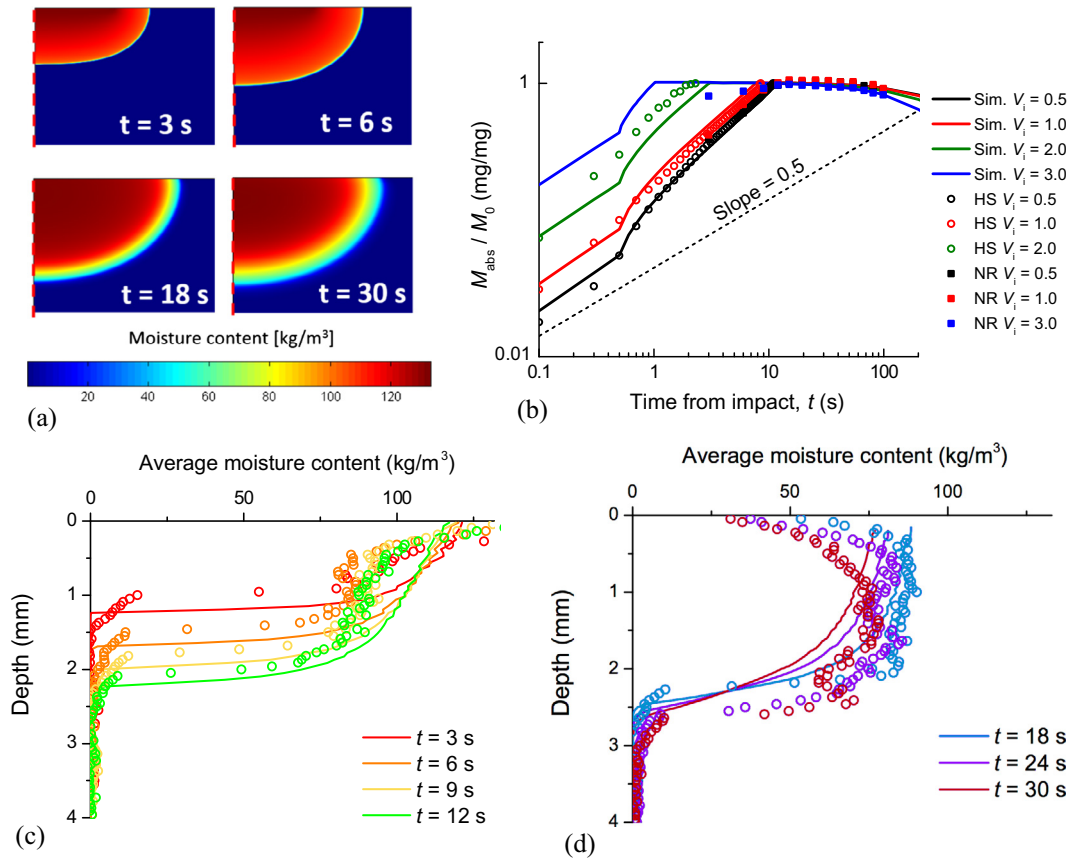 t = 3 s
t = 6 s
t = 18 s
t = 30 s
Moisture content [kg/m³]
20 40 60 80 100 120
(a)
M_abs / M_0 (mg/mg)
1
0.01
0.1 1 10 100
Time from impact, t (s)
Slope = 0.5
Sim. V_i = 0.5
Sim. V_i = 1.0
Sim. V_i = 2.0
Sim. V_i = 3.0
HS V_i = 0.5
HS V_i = 1.0
HS V_i = 2.0
NR V_i = 0.5
NR V_i = 1.0
NR V_i = 3.0
(b)
Average moisture content (kg/m³)
0 50 100
0
1
2
3
4
Depth (mm)
t = 3 s
t = 6 s
t = 9 s
t = 12 s
(c)
Average moisture content (kg/m³)
0 50 100
0
1
2
3
4
Depth (mm)
t = 18 s
t = 24 s
t = 30 s
(d)